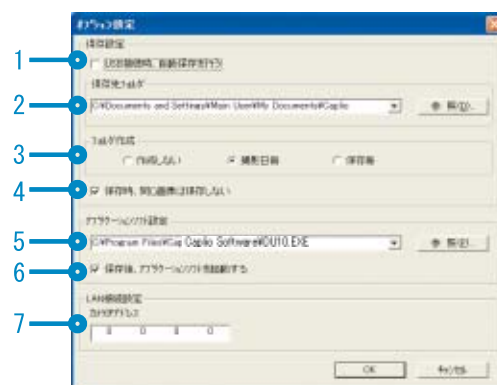 オプション設定
保存設定
1
USB接続時、自動保存を行う
保存先フォルダ
2
C:¥Documents and Settings¥Main User¥My Documents¥Caplio
参 照(D)...
フォルダ作成
3
作成しない
撮影日毎
保存毎
4
保存時、同じ画像は保存しない
アプリケーションソフト設定
5
C:¥Program Files¥Cap Caplio Software¥DU10.EXE
参 照(E)...
6
保存後、アプリケーションソフトを起動する
LAN接続設定
7
カメラIPアドレス
0 0 0 0
OK
キャンセル